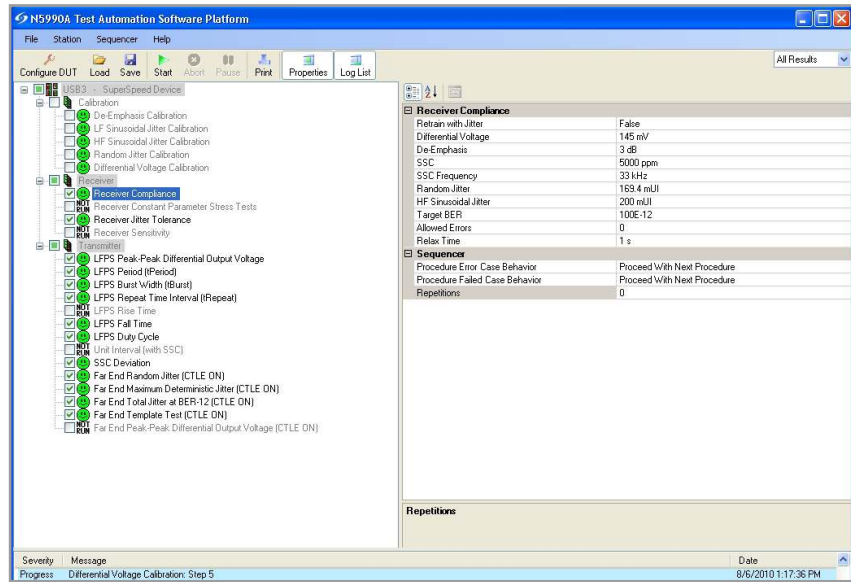 N5990A Test Automation Software Platform
File Station Sequencer Help
Configure DUT Load Save Start Abort Pause Print Properties Log List All Results
USB3 - SuperSpeed Device
Calibration
De-Emphasis Calibration
LF Sinusoidal Jitter Calibration
HF Sinusoidal Jitter Calibration
Random Jitter Calibration
Differential Voltage Calibration
Receiver
Receiver Compliance
NOT RUN Receiver Constant Parameter Stress Tests
Receiver Jitter Tolerance
NOT RUN Receiver Sensitivity
Transmitter
LFPS Peak-Peak Differential Output Voltage
LFPS Period (tPeriod)
LFPS Burst Width (tBurst)
LFPS Repeat Time Interval (tRepeat)
NOT RUN LFPS Rise Time
LFPS Fall Time
LFPS Duty Cycle
NOT RUN Unit Interval (with SSC)
SSC Deviation
Far End Random Jitter (CTLE ON)
Far End Maximum Deterministic Jitter (CTLE ON)
Far End Total Jitter at BER-12 (CTLE ON)
Far End Template Test (CTLE ON)
NOT RUN Far End Peak-Peak Differential Output Voltage (CTLE ON)
Receiver Compliance
Retrain with Jitter False
Differential Voltage 145 mV
De-Emphasis 3 dB
SSC 5000 ppm
SSC Frequency 33 kHz
Random Jitter 169.4 mUI
HF Sinusoidal Jitter 200 mUI
Target BER 100E-12
Allowed Errors 0
Relax Time 1 s
Sequencer
Procedure Error Case Behavior Proceed With Next Procedure
Procedure Failed Case Behavior Proceed With Next Procedure
Repetitions 0
Repetitions
Severity Message Date
Progress Differential Voltage Calibration: Step 5 8/6/2010 1:17:36 PM